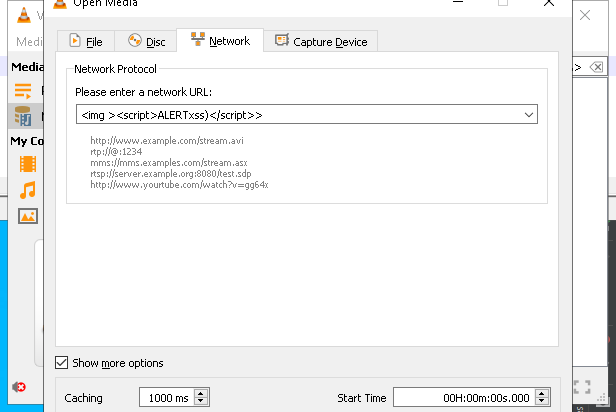 Open Media
Medi
File
Disc
Network
Capture Device
Media
Network Protocol
Please enter a network URL:
<img ><script>ALERTxss)</script>>
http://www.example.com/stream.avi
rtp://@:1234
mms://mms.examples.com/stream.asx
rtsp://server.example.org:8080/test.sdp
http://www.yourtube.com/watch?v=gg64x
My Co
Show more options
Caching
1000 ms
Start Time
00H:00m:00s.000